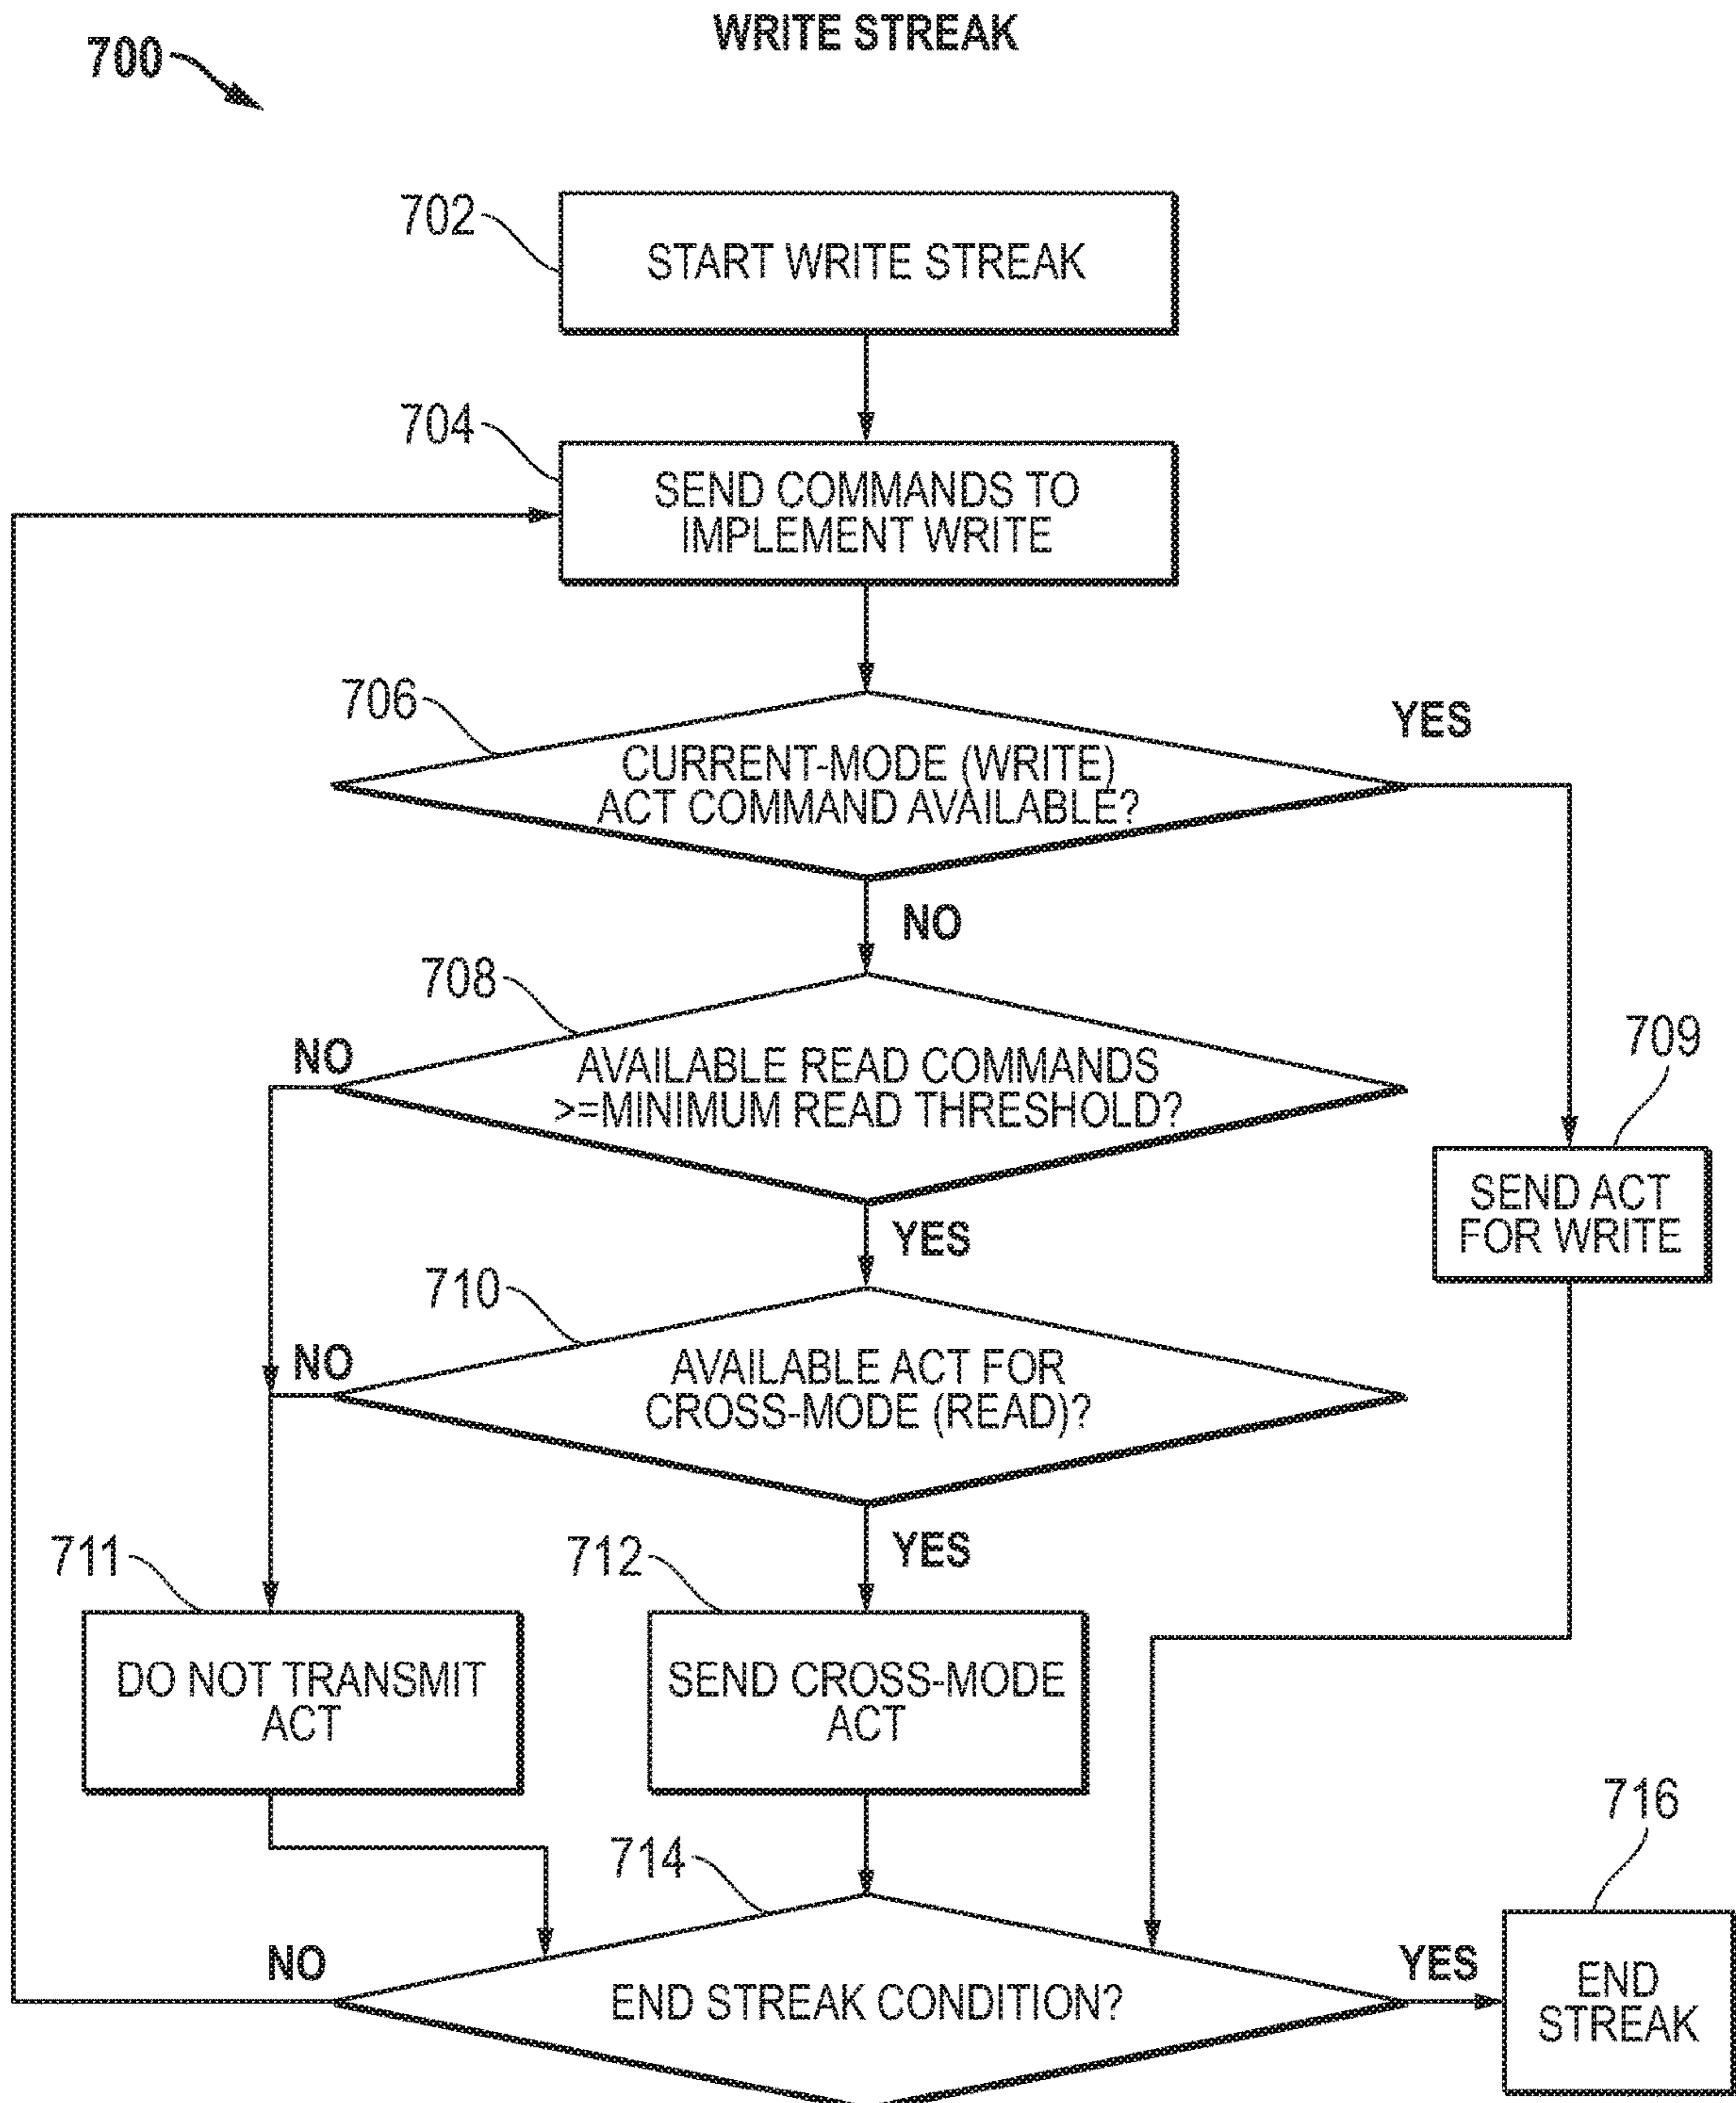 WRITE STREAK
700
702
START WRITE STREAK
704
SEND COMMANDS TO
IMPLEMENT WRITE
706
YES
CURRENT-MODE (WRITE)
ACT COMMAND AVAILABLE?
NO
708
NO
AVAILABLE READ COMMANDS
>=MINIMUM READ THRESHOLD?
709
SEND ACT
FOR WRITE
YES
710
NO
AVAILABLE ACT FOR
CROSS-MODE (READ)?
YES
711
712
DO NOT TRANSMIT
ACT
SEND CROSS-MODE
ACT
714
716
NO
END STREAK CONDITION?
YES
END
STREAK